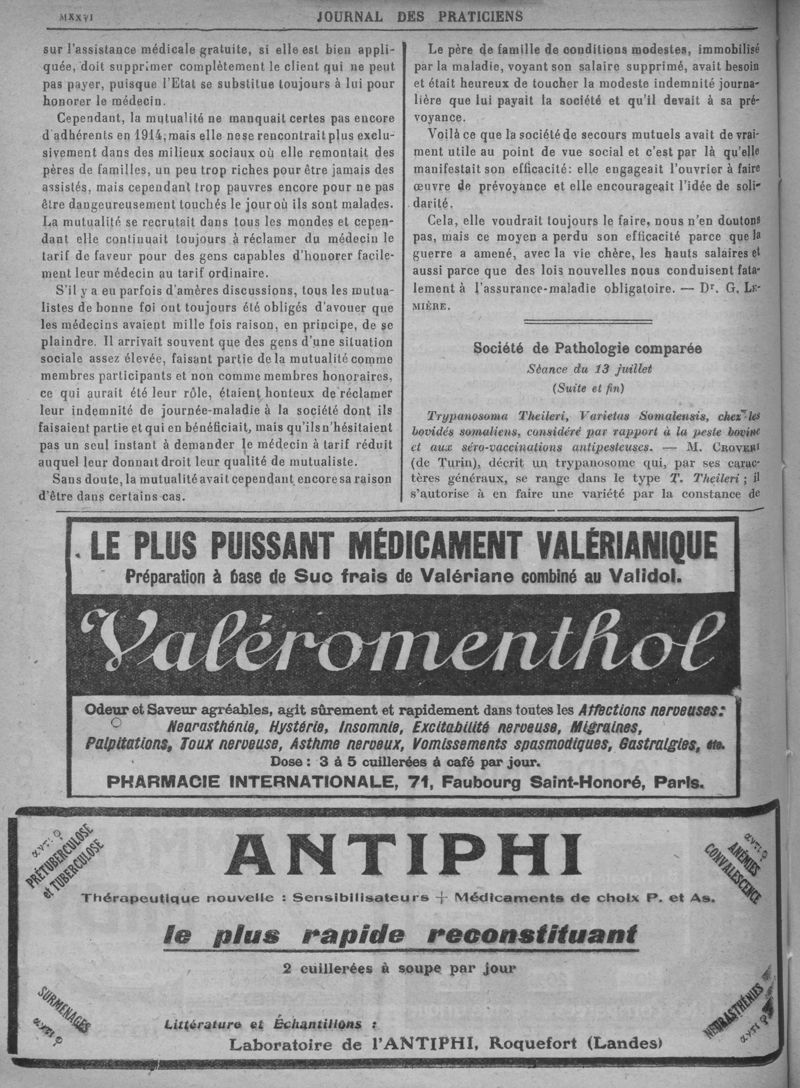 MXXVI
JOURNAL DES PRATICIENS
sur l'assistance médicale gratuite, si elle est bien appli-
quée, doit supprimer complètement le client qui ne peut
pas payer, puisque l'Etat se substitue toujours à lui pour
honorer le médecin.
Cependant, la mutualité ne manquait certes pas encore
d'adhérents en 1914; mais elle ne se rencontrait plus exclu-
sivement dans des milieux sociaux où elle remontait des
pères de familles, un peu trop riches pour être jamais des
assistés, mais cependant trop pauvres encore pour ne pas
être dangeureusement touchés le jour où ils sont malades.
La mutualité se recrutait dans tous les mondes et cepen-
dant elle continuait toujours à réclamer du médecin le
tarif de faveur pour des gens capables d'honorer facile-
ment leur médecin au tarif ordinaire.
S'il y a eu parfois d'amères discussions, tous les mutua-
listes de bonne foi ont toujours été obligés d'avouer que
les médecins avaient mille fois raison, en principe, de se
plaindre. Il arrivait souvent que des gens d'une situation
sociale assez élevée, faisant partie de la mutualité comme
membres participants et non comme membres honoraires,
ce qui aurait été leur rôle, étaient honteux de réclamer
leur indemnité de journée-maladie à la société dont ils
faisaient partie et qui en bénéficiait, mais qu'ils n'hésitaient
pas un seul instant à demander le médecin à tarif réduit
auquel leur donnait droit leur qualité de mutualiste.
Sans doute, la mutualité avait cependant encore sa raison
d'être dans certains cas.
Le père de famille de conditions modestes, immobilisé
par la maladie, voyant son salaire supprimé, avait besoin
et était heureux de toucher la modeste indemnité journa-
lière que lui payait la société et qu'il devait à sa pré-
voyance.
Voilà ce que la société de secours mutuels avait de vrai-
ment utile au point de vue social et c'est par là qu'elle
manifestait son efficacité: elle engageait l'ouvrier à faire
œuvre de prévoyance et elle encourageait l'idée de soli-
darité.
Cela, elle voudrait toujours le faire, nous n'en doutons
pas, mais ce moyen a perdu son efficacité parce que la
guerre a amené, avec la vie chère, les hauts salaires et
aussi parce que des lois nouvelles nous conduisent fata-
lement à l'assurance-maladie obligatoire. — Dr. G. LE-
MIÈRE.
Société de Pathologie comparée
Séance du 13 juillet
(Suite et fin)
Trypanosoma Theileri, Varietas Somalensis, chez les
bovidés somaliens, considéré par rapport à la peste bovine
et aux séro-vaccinations antipesteuses. — M. CROVERI
(de Turin), décrit un trypanosome qui, par ses carac-
tères généraux, se range dans le type T. Theileri ; il
s'autorise à en faire une variété par la constance de
LE PLUS PUISSANT MÉDICAMENT VALÉRIANIQUE
Préparation à base de Suc frais de Valériane combiné au Validol.
Valéromenthol
Odeur et Saveur agréables, agit sûrement et rapidement dans toutes les Affections nerveuses:
Nearasthénie, Hystérie, Insomnie, Excitabilité nerveuse, Migraines,
Palpitations, Toux nerveuse, Asthme nerveux, Vomissements spasmodiques, Gastralgies, etc.
Dose : 3 à 5 cuillerées à café par jour.
PHARMACIE INTERNATIONALE, 71, Faubourg Saint-Honoré, Paris.
αντι φ
PRÉTUBERCULOSE
et TUBERCULOSE
αντι φ
ANÉMIES
CONVALESCENCE
ANTIPHI
Thérapeutique nouvelle : Sensibilisateurs + Médicaments de choix P. et As.
le plus rapide reconstituant
2 cuillerées à soupe par jour
SURMENAGES
αντι φ
NEURASTHÉNIES
αντι φ
Littérature et Échantillons :
Laboratoire de l'ANTIPHI, Roquefort (Landes)